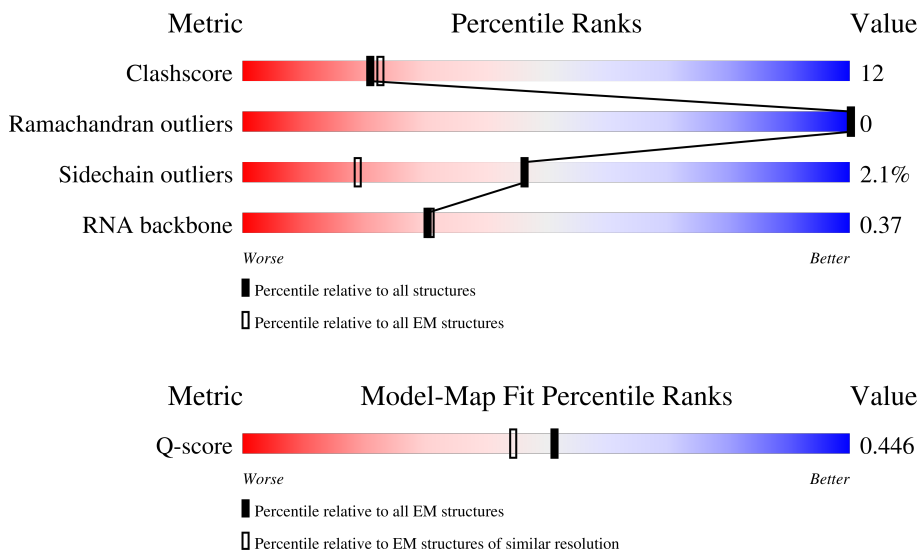 Metric Percentile Ranks Value
Clashscore 12
Ramachandran outliers 0
Sidechain outliers 2.1%
RNA backbone 0.37
Worse Better
Percentile relative to all structures
Percentile relative to all EM structures
Metric Model-Map Fit Percentile Ranks Value
Q-score 0.446
Worse Better
Percentile relative to all EM structures
Percentile relative to EM structures of similar resolution